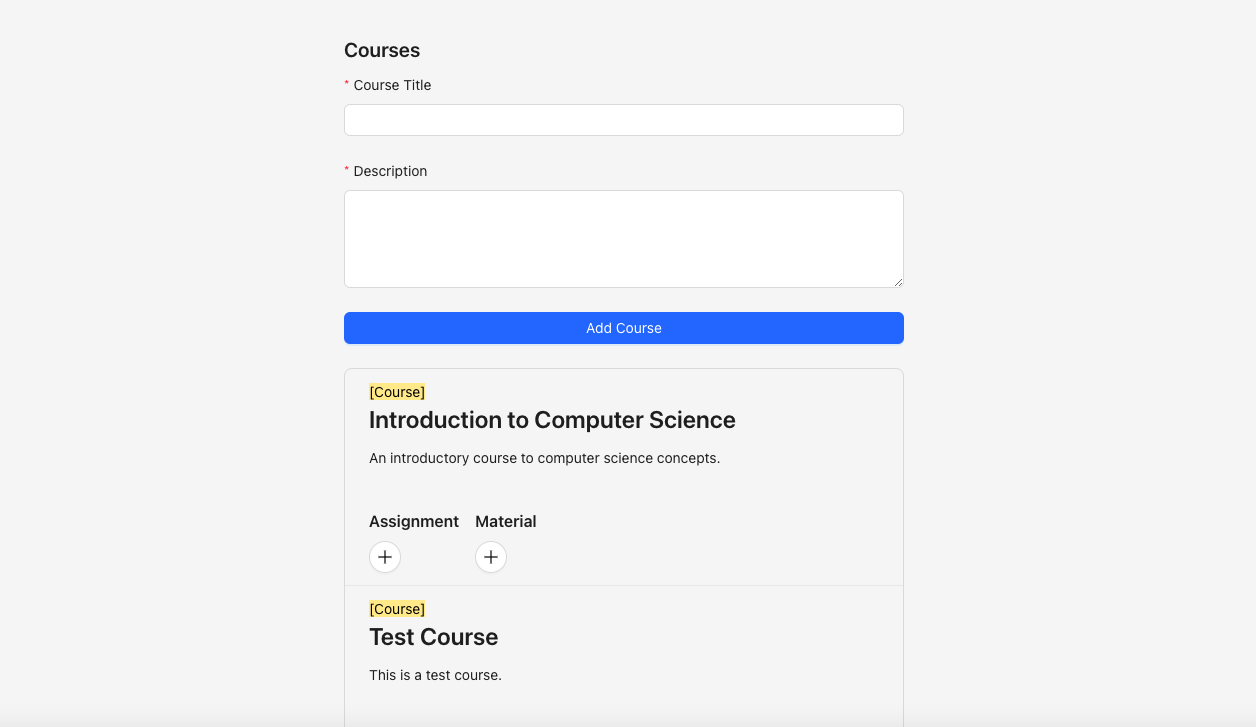 Courses
* Course Title
* Description
Add Course
[Course]
Introduction to Computer Science
An introductory course to computer science concepts.
Assignment Material
[Course]
Test Course
This is a test course.